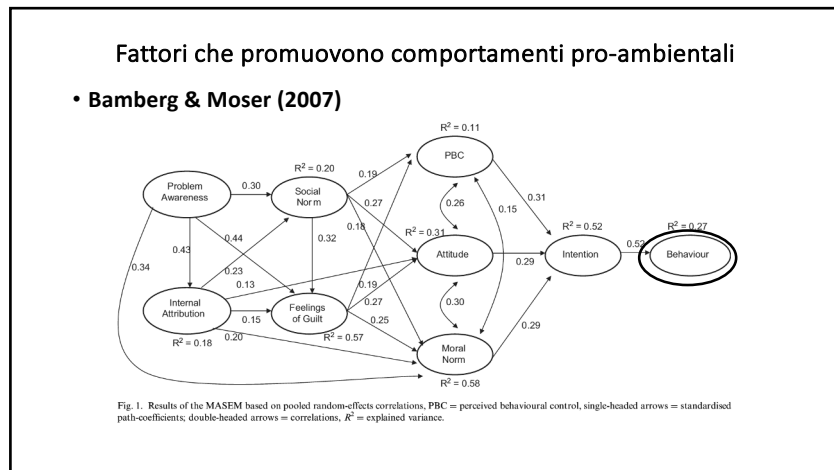 Fattori che promuovono comportamenti pro-ambientali
• Bamberg & Moser (2007)
R² = 0.11
PBC
R² = 0.20
Problem
Awareness
0.30
Social
Norm
0.19
0.27
0.18
0.26
0.15
0.31
R² = 0.52
R² = 0.27
R² = 0.31
0.43
0.44
0.32
0.23
0.13
0.34
Attitude
0.29
Intention
0.52
Behaviour
Internal
Attribution
0.15
Feelings
of Guilt
0.19
0.27
0.25
0.30
0.29
0.20
R² = 0.18
R² = 0.57
Moral
Norm
R² = 0.58
Fig. 1. Results of the MASEM based on pooled random-effects correlations, PBC = perceived behavioural control, single-headed arrows = standardised
path-coefficients; double-headed arrows = correlations, R² = explained variance.